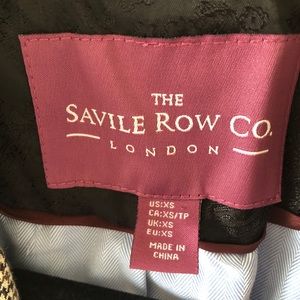 THE
SAVILE ROW CO.
LONDON
US:XS
CA:XS/TP
UK:XS
EU:XS
MADE IN
CHINA